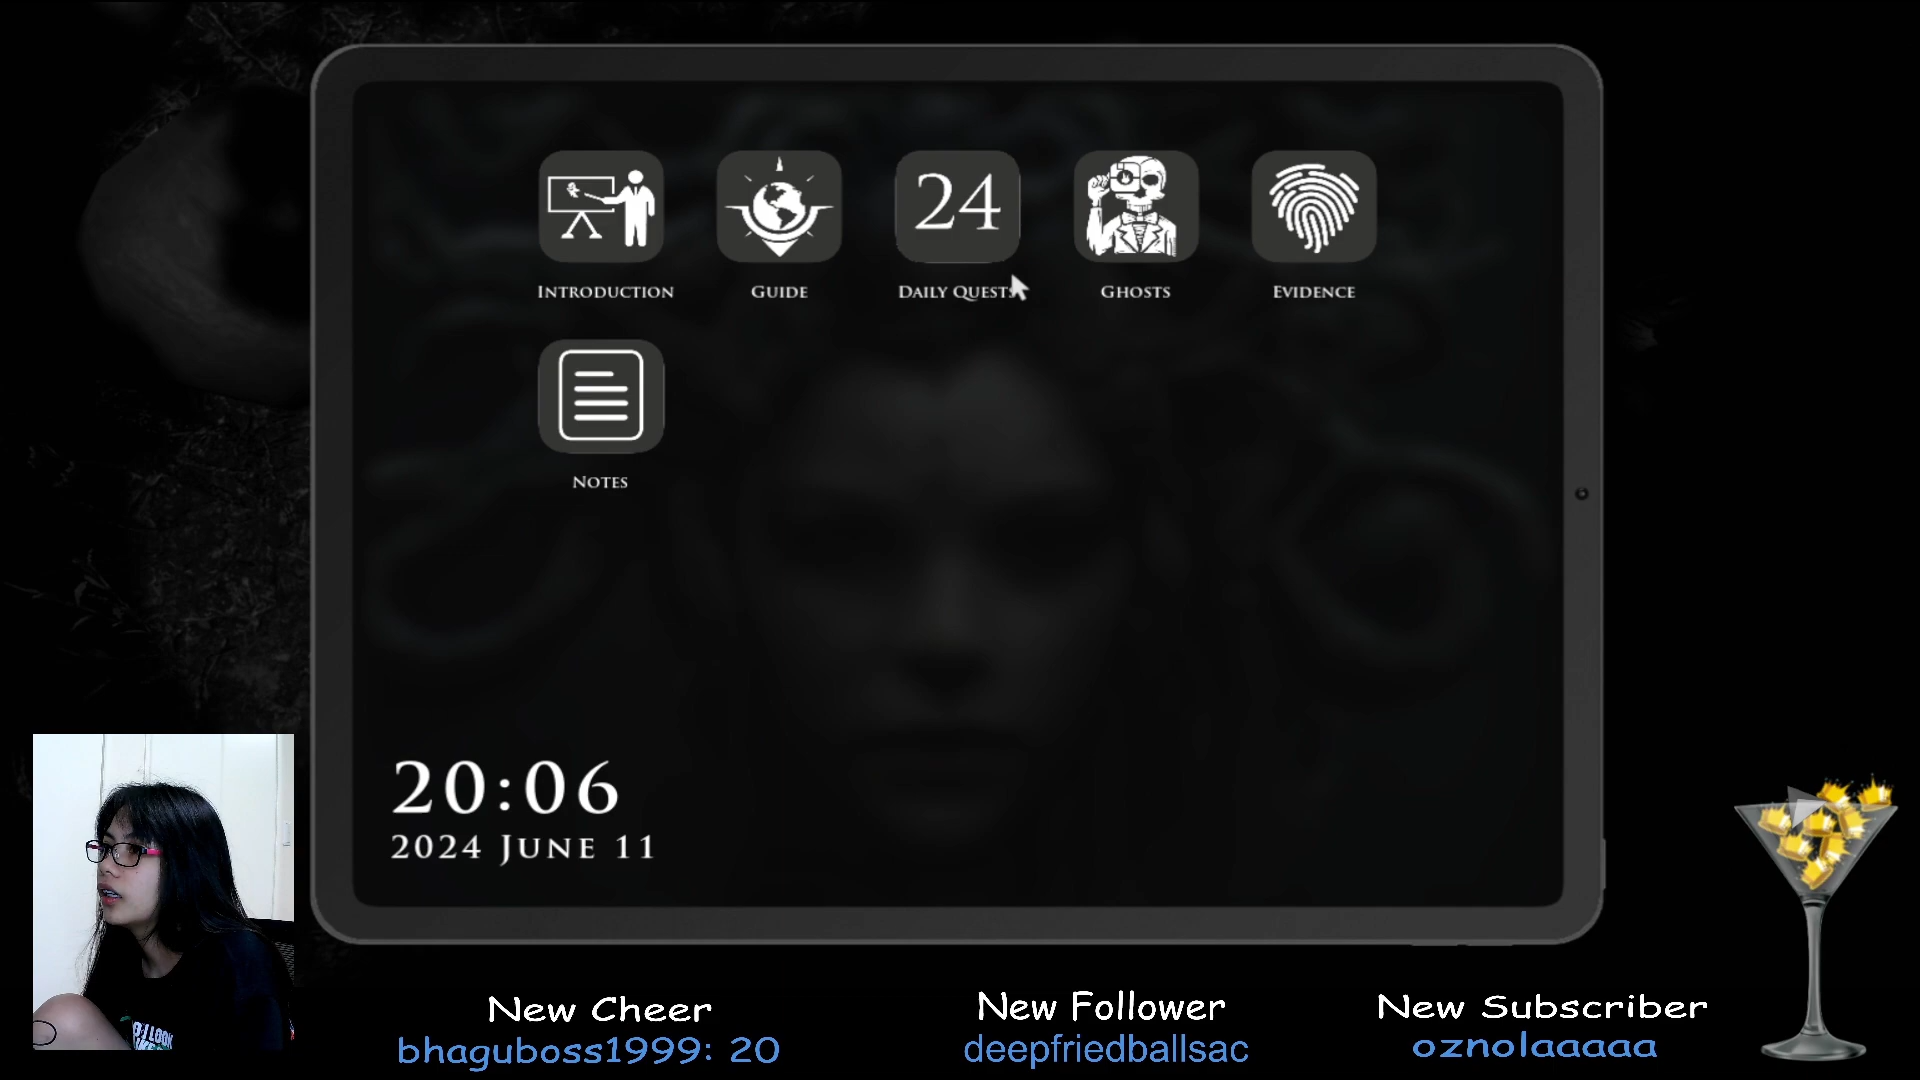 24
INTRODUCTION
GUIDE
DAILY QUESTS
GHOSTS
EVIDENCE
NOTES
20:06
2024 JUNE 11
New Cheer
bhaguboss1999: 20
New Follower
deepfriedballsac
New Subscriber
oznolaaaaa